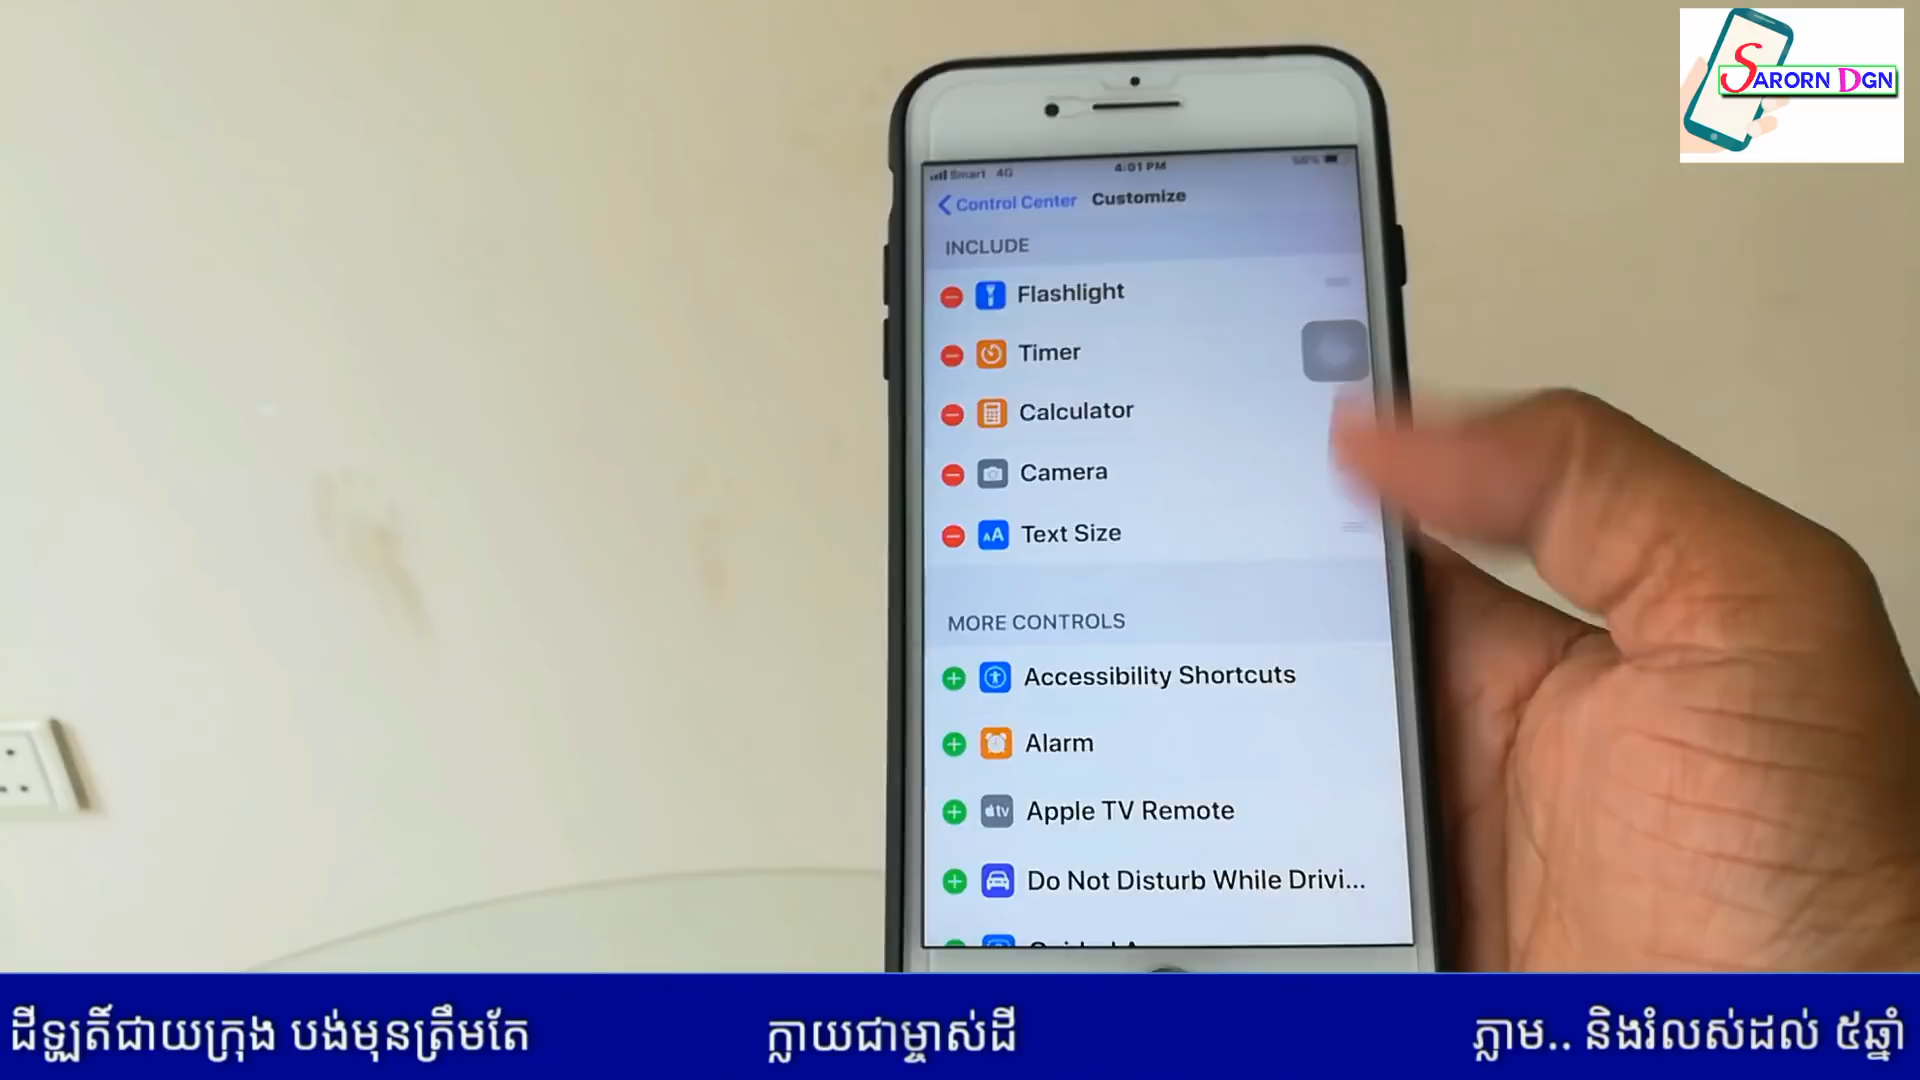 SARORN DGN
Smart 4G
4:01 PM
Control Center
Customize
INCLUDE
Flashlight
Timer
Calculator
Camera
AA Text Size
MORE CONTROLS
Accessibility Shortcuts
Alarm
tv Apple TV Remote
Do Not Disturb While Drivi...
ដីឡូត៍ជាយក្រុង បង់មុនត្រឹមតែ
ក្លាយជាម្ចាស់ដី
ភ្លាម.. និងរំលស់ដល់ ៥ឆ្នាំ